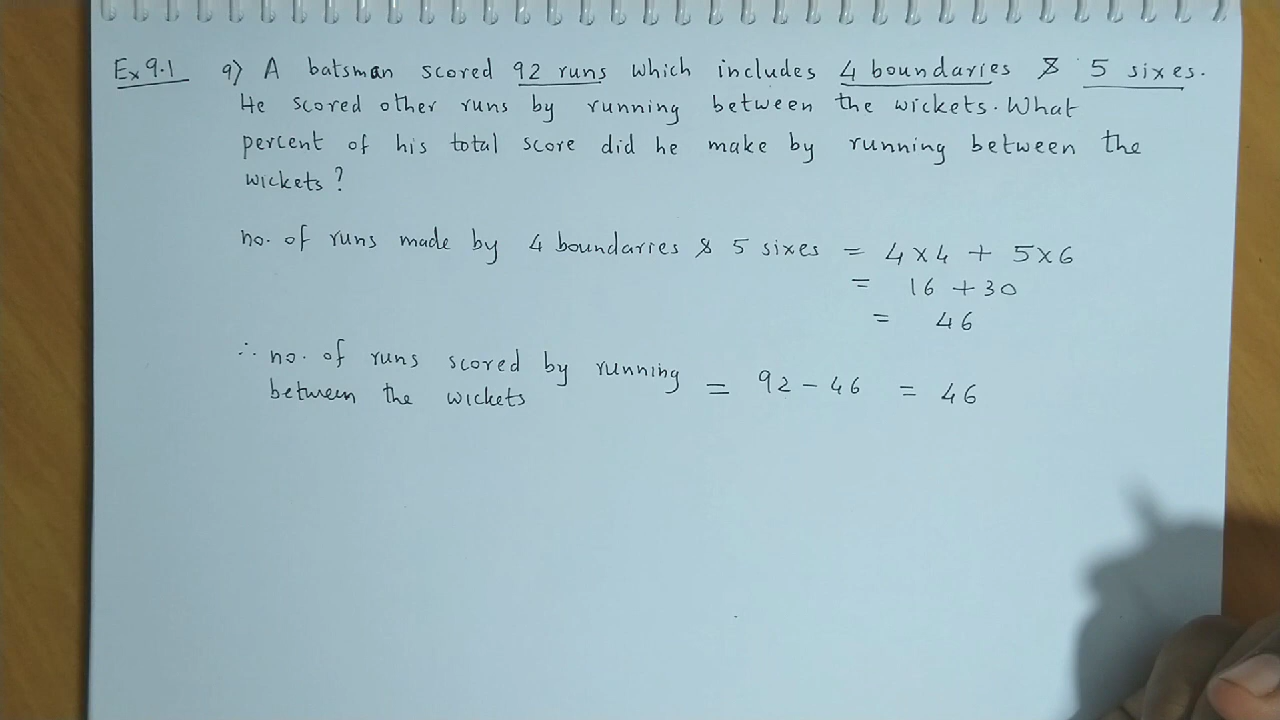 Ex 9.1 9) A batsman scored 92 runs which includes 4 boundaries & 5 sixes.
He scored other runs by running between the wickets. What
percent of his total score did he make by running between the
wickets?
no. of runs made by 4 boundaries & 5 sixes = 4×4 + 5×6
= 16 + 30
= 46
∴ no. of runs scored by running
between the wickets = 92 - 46 = 46